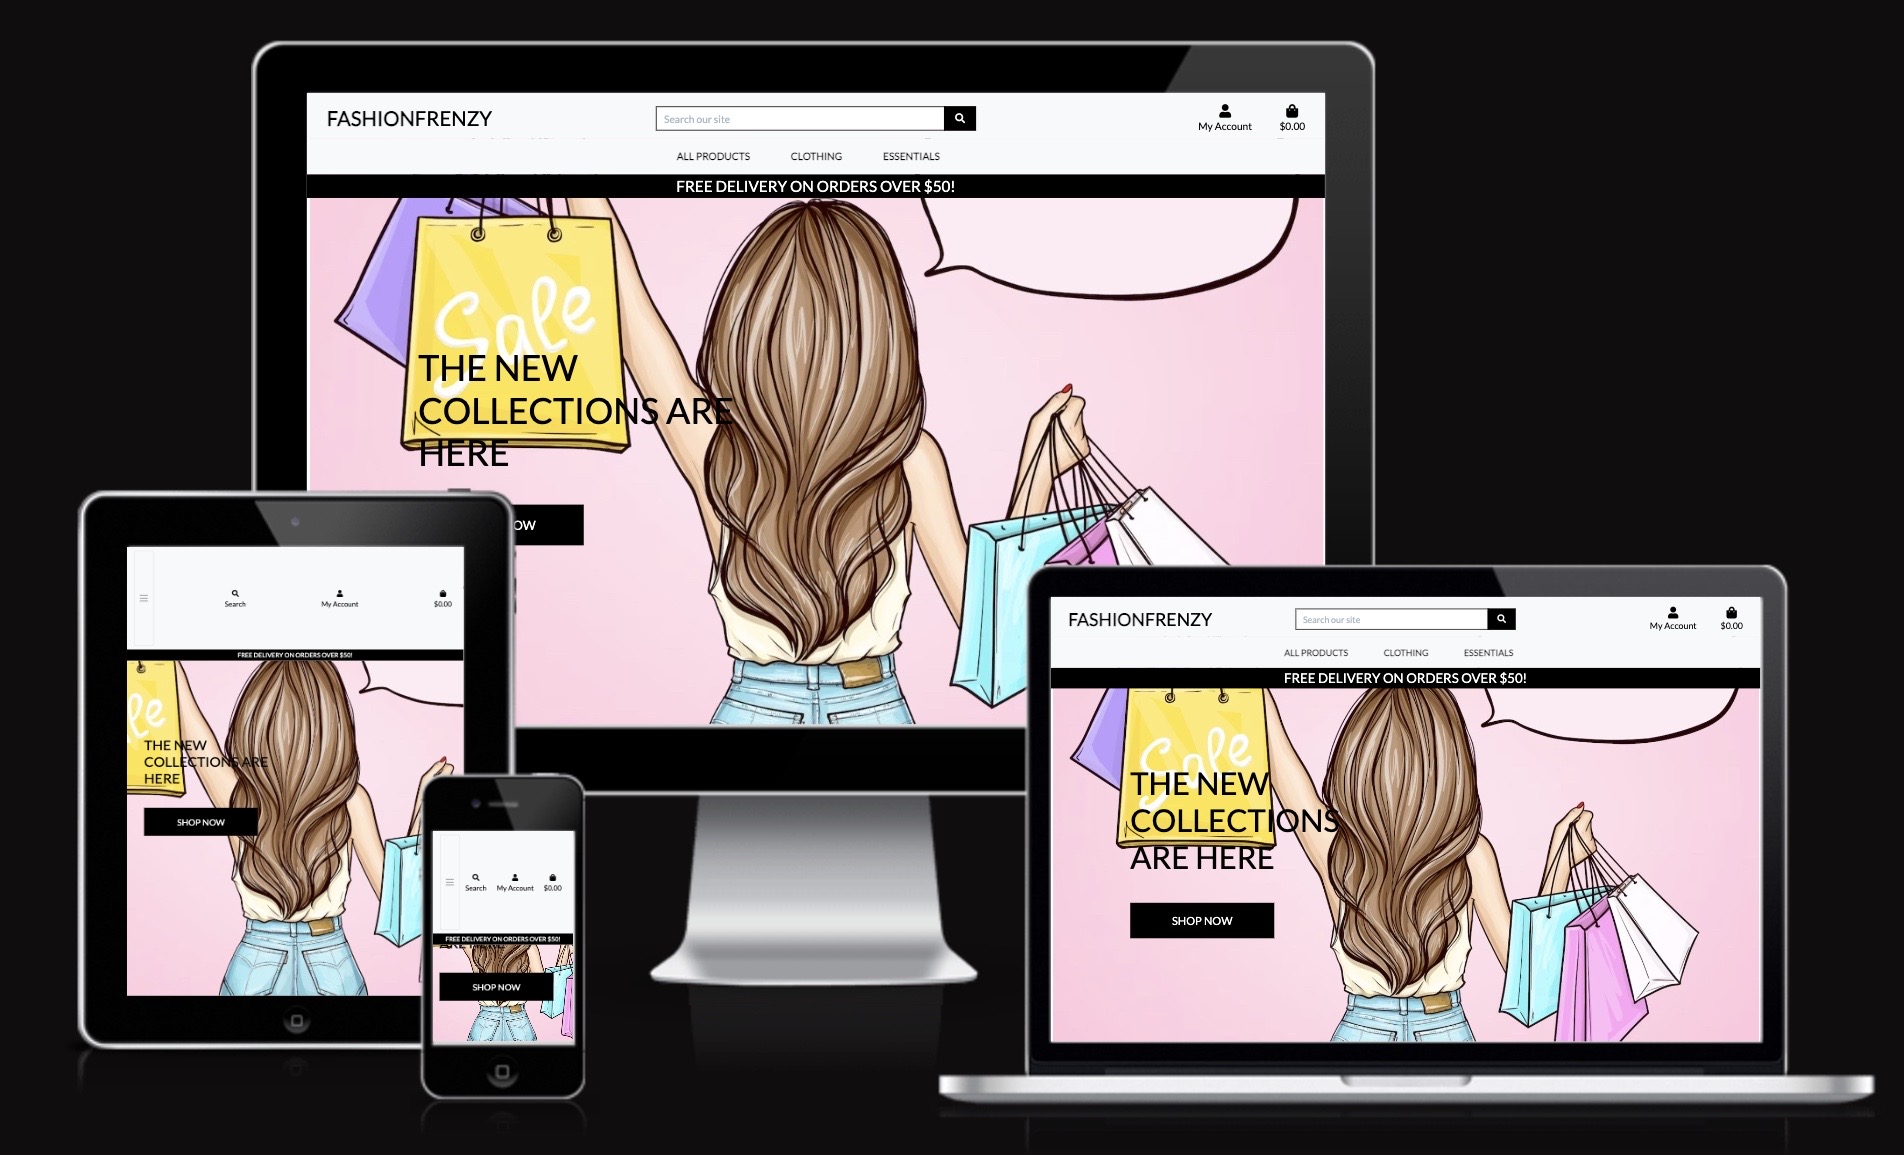 FASHIONFRENZY
Search our site
My Account
$0.00
ALL PRODUCTS CLOTHING ESSENTIALS
FREE DELIVERY ON ORDERS OVER $50!
Sale
THE NEW
COLLECTIONS ARE
HERE
OW
Search
My Account
$0.00
FREE DELIVERY ON ORDERS OVER $50!
le
THE NEW
COLLECTIONS ARE
HERE
SHOP NOW
Search
My Account
$0.00
FREE DELIVERY ON ORDERS OVER $50!
ARE HERE
SHOP NOW
FASHIONFRENZY
Search our site
My Account
$0.00
ALL PRODUCTS CLOTHING ESSENTIALS
FREE DELIVERY ON ORDERS OVER $50!
Sale
THE NEW
COLLECTIONS
ARE HERE
SHOP NOW